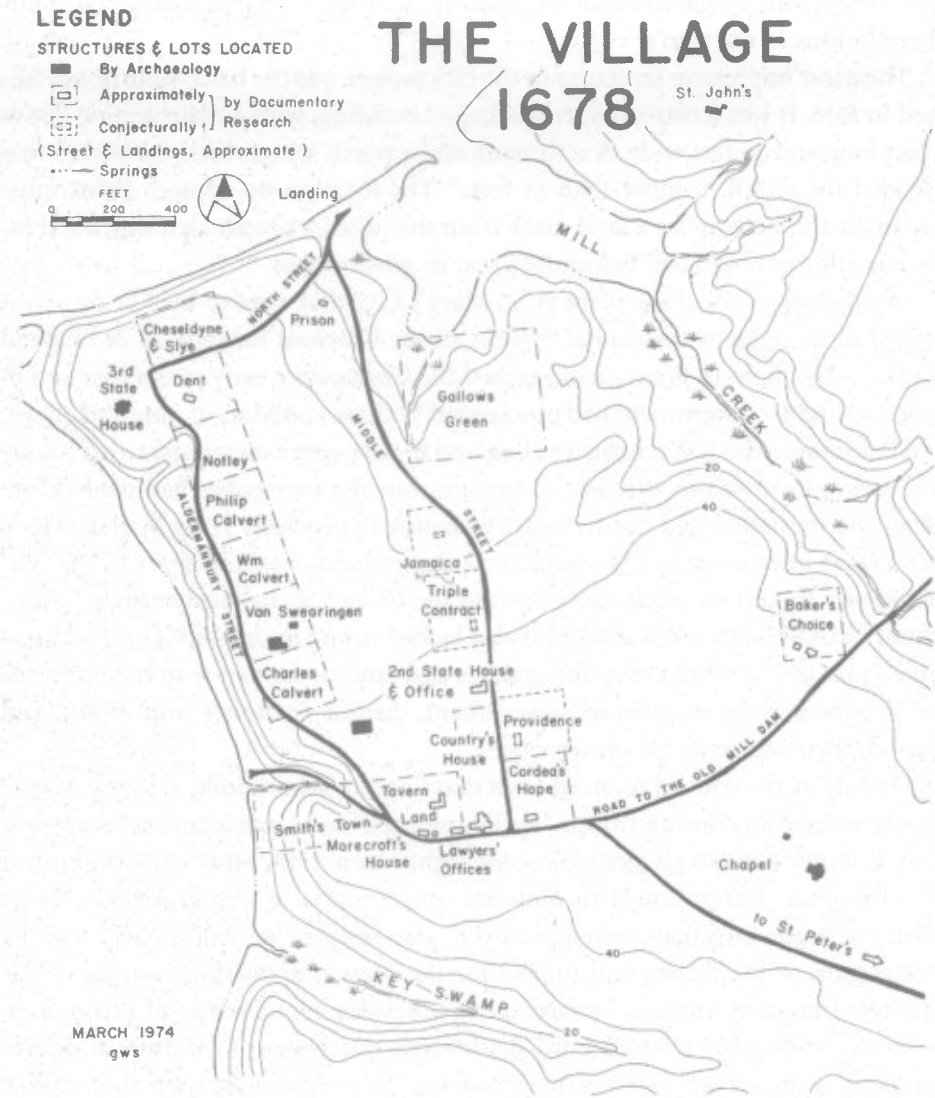 THE VILLAGE
1678
LEGEND
STRUCTURES & LOTS LOCATED
By Archaeology
Approximately
Conjecturally
by Documentary
Research
(Street & Landings, Approximate)
Springs
FEET
0 200 400
Landing
St. John's
MILL
CREEK
NORTH STREET
Prison
Cheseldyne
& Slye
3rd
State
House
Dent
Gallows
Green
MIDDLE
STREET
Notley
ALDERMANBURY
STREET
Philip
Calvert
20
40
Wm.
Calvert
Jamaica
Triple
Contract
Van Swearingen
Baker's
Choice
Charles
Calvert
2nd State House
& Office
Providence
Country's
House
Cordea's
Hope
ROAD TO THE OLD MILL DAM
Tavern
Smith's Town Land
Morecroft's
House
Lawyers'
Offices
Chapel
to St. Peter's
40
KEY SWAMP
20
MARCH 1974
gws